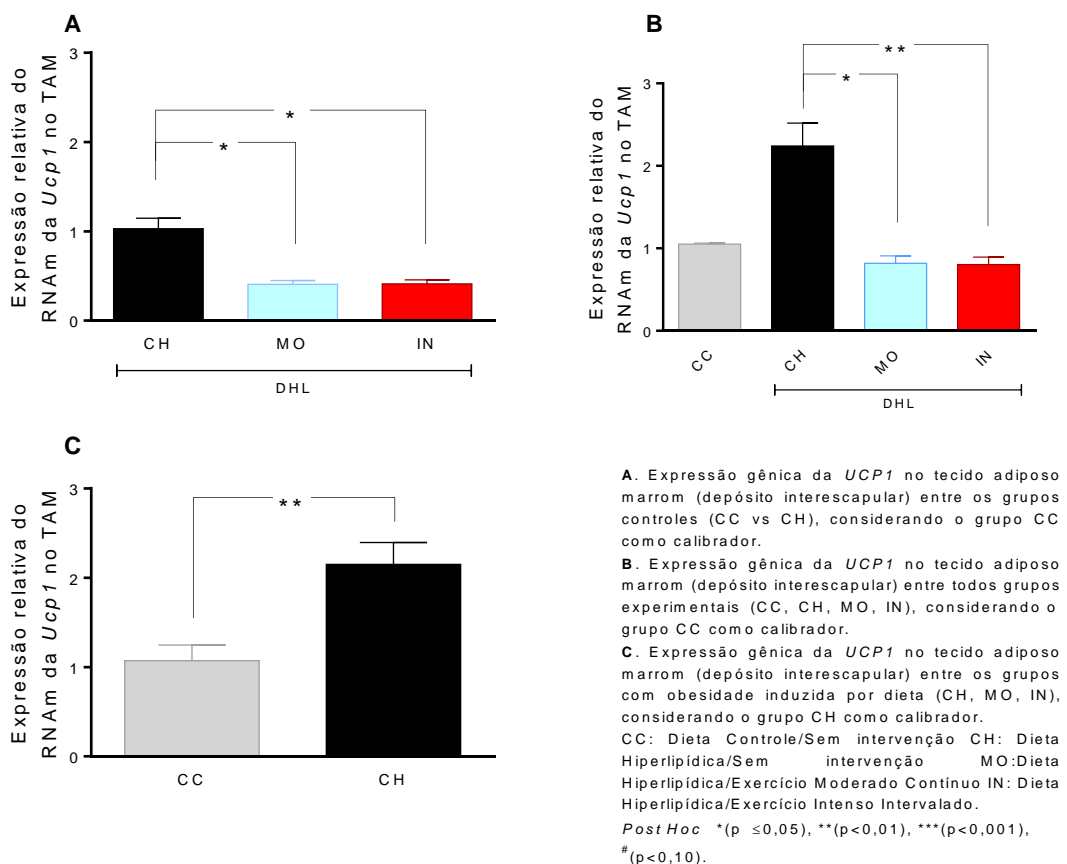 A
Expressão relativa do
RNAm da Ucp1 no TAM
3
2
1
0
*
*
CH
MO
IN
DHL
B
Expressão relativa do
RNAm da Ucp1 no TAM
3
2
1
0
**
*
CC
CH
MO
IN
DHL
C
Expressão relativa do
RNAm da Ucp1 no TAM
3
2
1
0
**
CC
CH
A. Expressão gênica da UCP1 no tecido adiposo
marrom (depósito interescapular) entre os grupos
controles (CC vs CH), considerando o grupo CC
como calibrador.
B. Expressão gênica da UCP1 no tecido adiposo
marrom (depósito interescapular) entre todos grupos
experimentais (CC, CH, MO, IN), considerando o
grupo CC como calibrador.
C. Expressão gênica da UCP1 no tecido adiposo
marrom (depósito interescapular) entre os grupos
com obesidade induzida por dieta (CH, MO, IN),
considerando o grupo CH como calibrador.
CC: Dieta Controle/Sem intervenção CH: Dieta
Hiperlipídica/Sem intervenção MO:Dieta
Hiperlipídica/Exercício Moderado Contínuo IN: Dieta
Hiperlipídica/Exercício Intenso Intervalado.
Post Hoc *(p ≤0,05), **(p<0,01), ***(p<0,001),
#(p<0,10).